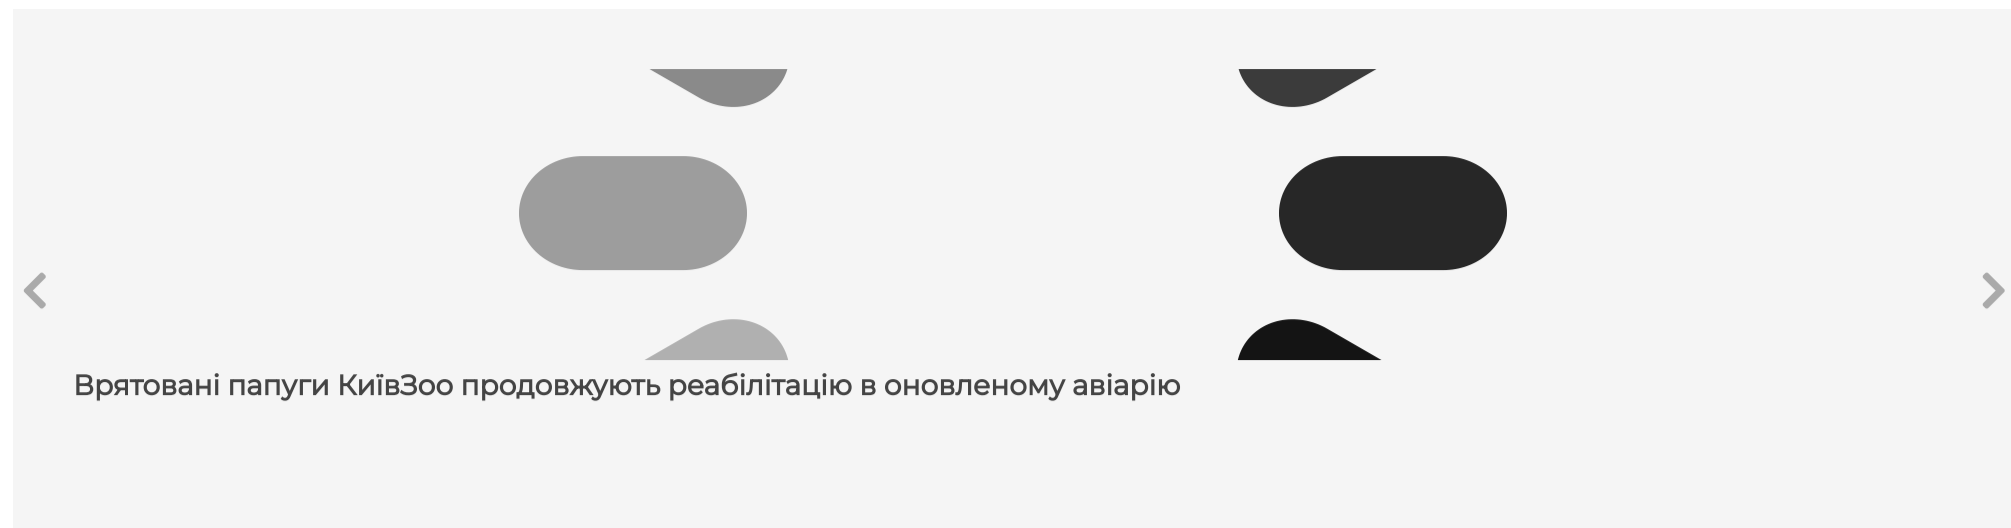 Врятовані папуги КиївЗоо продовжують реабілітацію в оновленому авіарію